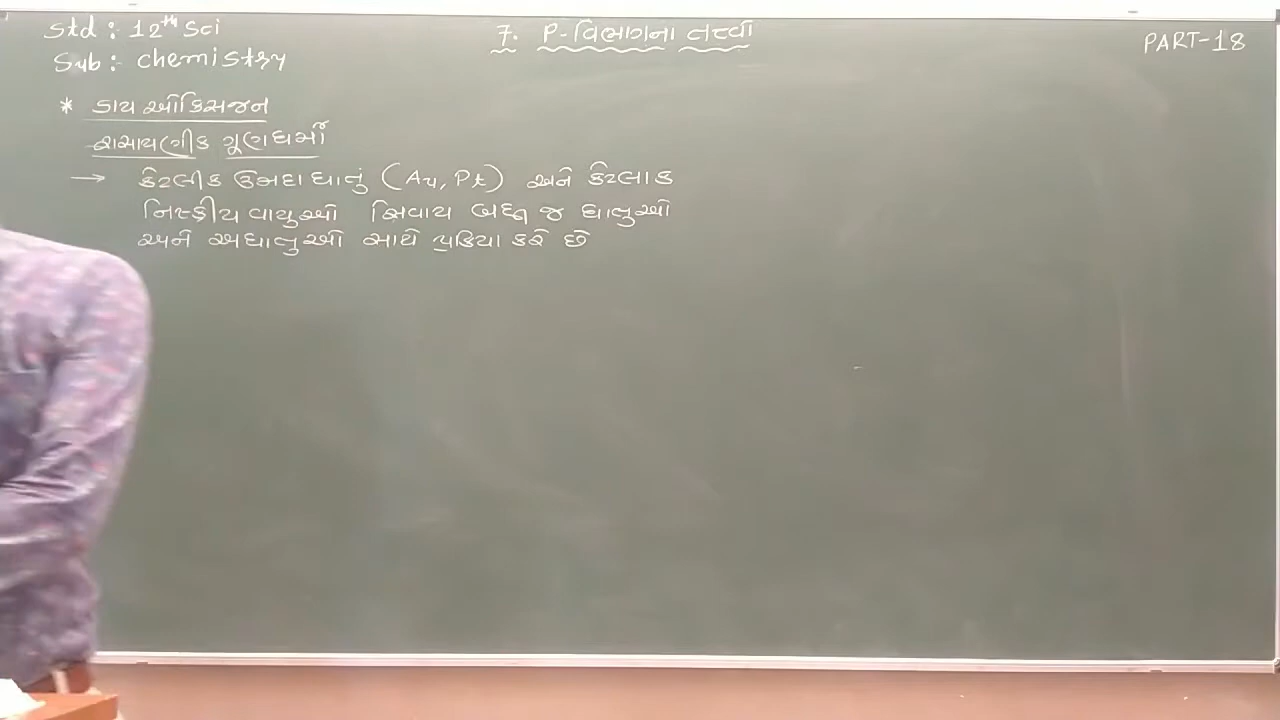 Std : 12th Sci
Sub : chemistry
7. P-વિભાગના તત્ત્વો
PART-18
* ડાય ઑક્સિજન
રાસાયણીક ગૂણધર્મો
→ કેટલીક ઉમદા ધાતું (Au, Pt) અને કેટલાક
નિષ્ક્રીય વાયુઓ સિવાય બધ્ધ જ ધાતુઓ
અને અધાતુઓ સાથે પ્રક્રિયા કરે છે